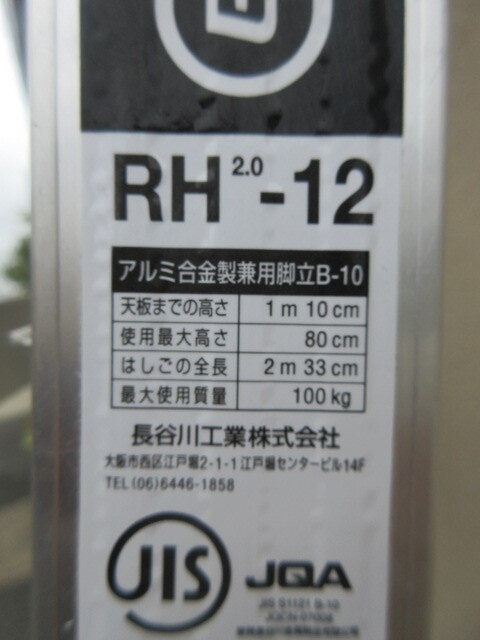 RH2.0-12
アルミ合金製兼用脚立B-10
天板までの高さ 1m 10cm
使用最大高さ 80cm
はしごの全長 2m 33cm
最大使用質量 100kg
長谷川工業株式会社
大阪市西区江戸堀2-1-1江戸堀センタービル14F
TEL(06)6446-1858
JIS JQA